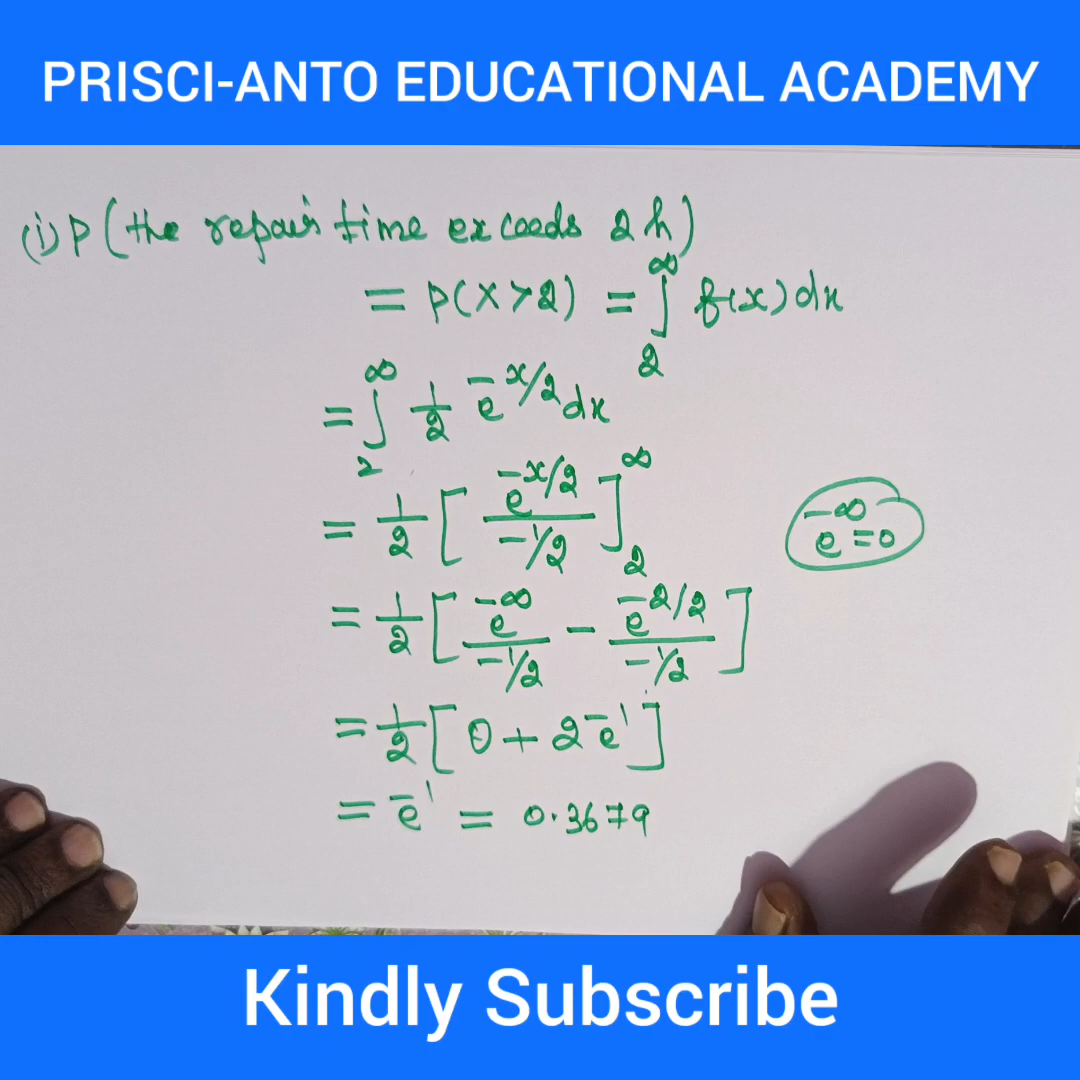 PRISCI-ANTO EDUCATIONAL ACADEMY
(i) P (the repair time exceeds 2 h)
= P(X > 2) = ∫₂^∞ f(x) dx
= ∫₂^∞ 1/2 e^(-x/2) dx
= 1/2 [ e^(-x/2) / (-1/2) ]₂^∞
e^(-∞) = 0
= 1/2 [ e^(-∞) / (-1/2) - e^(-2/2) / (-1/2) ]
= 1/2 [ 0 + 2 e^(-1) ]
= e^(-1) = 0.3679
Kindly Subscribe